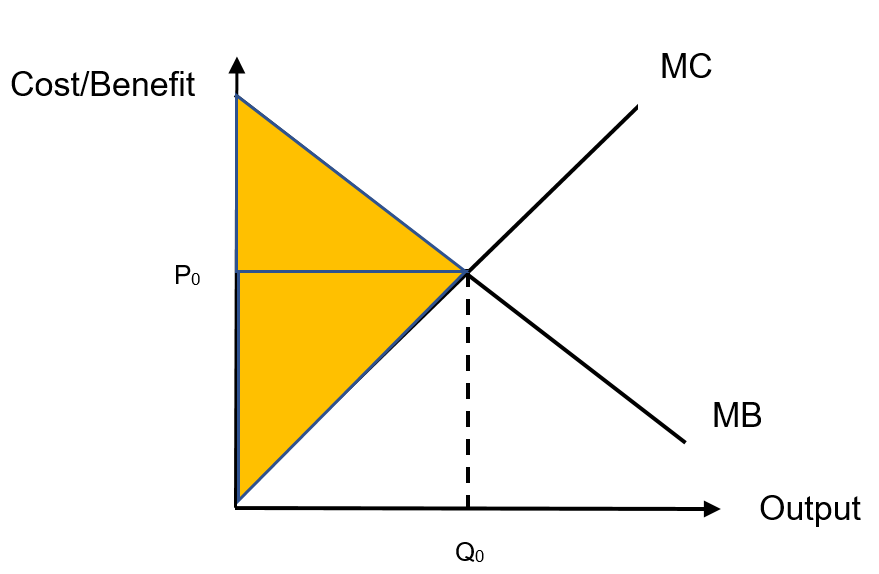 MC
Cost/Benefit
P₀
MB
Output
Q₀